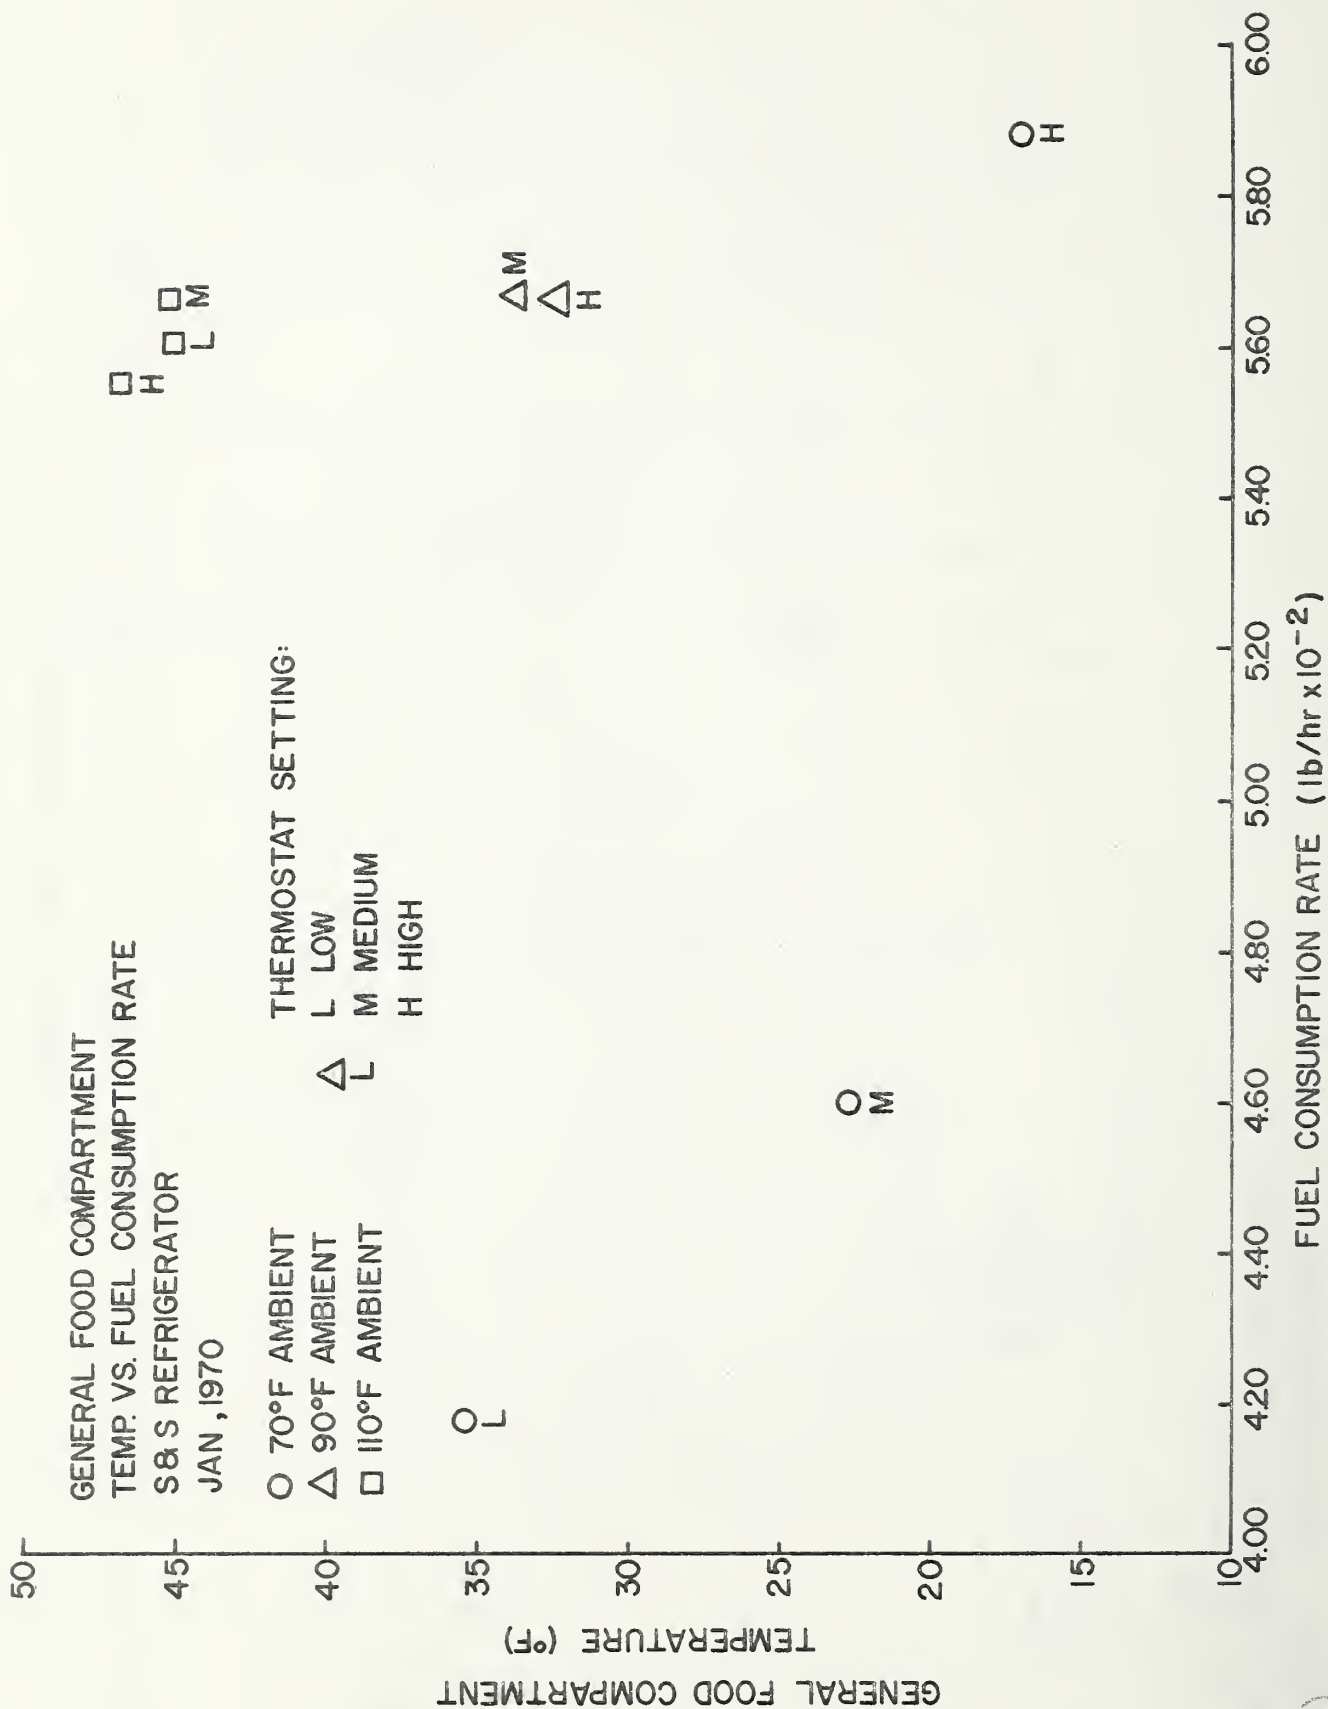 GENERAL FOOD COMPARTMENT
TEMP. VS. FUEL CONSUMPTION RATE
S&S REFRIGERATOR
JAN, 1970
○ 70°F AMBIENT
△ 90°F AMBIENT
□ 110°F AMBIENT
THERMOSTAT SETTING:
L LOW
M MEDIUM
H HIGH
H
L
M
M
H
L
L
M
H
GENERAL FOOD COMPARTMENT
TEMPERATURE (°F)
50
45
40
35
30
25
20
15
10
4.00 4.20 4.40 4.60 4.80 5.00 5.20 5.40 5.60 5.80 6.00
FUEL CONSUMPTION RATE (lb/hr x10⁻²)